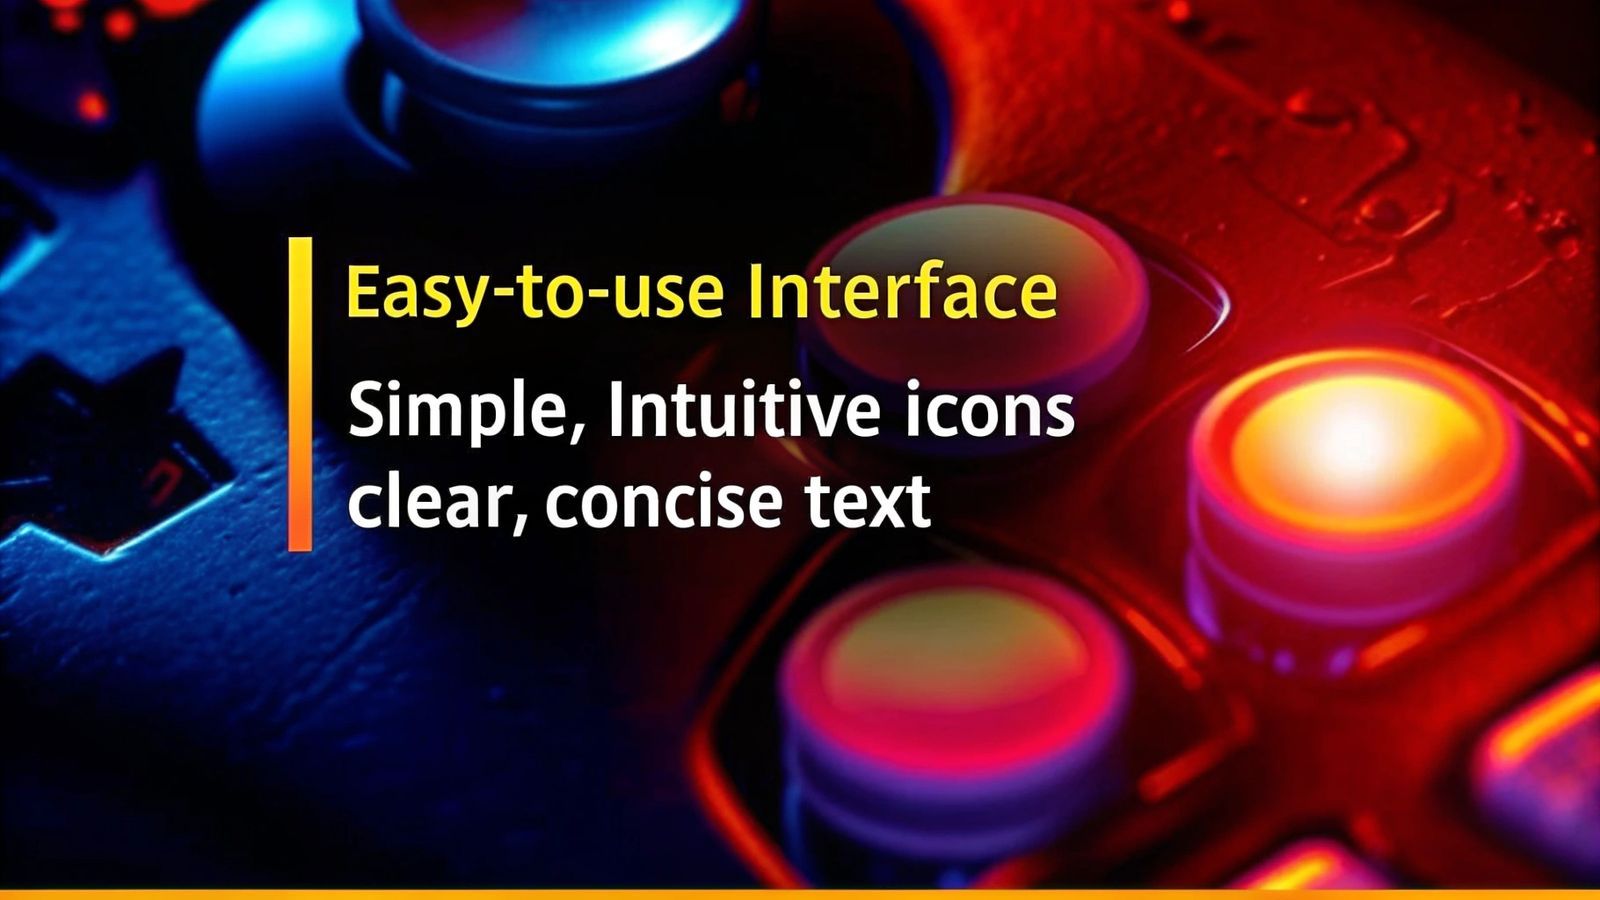 Easy-to-use Interface
Simple, Intuitive icons
clear, concise text